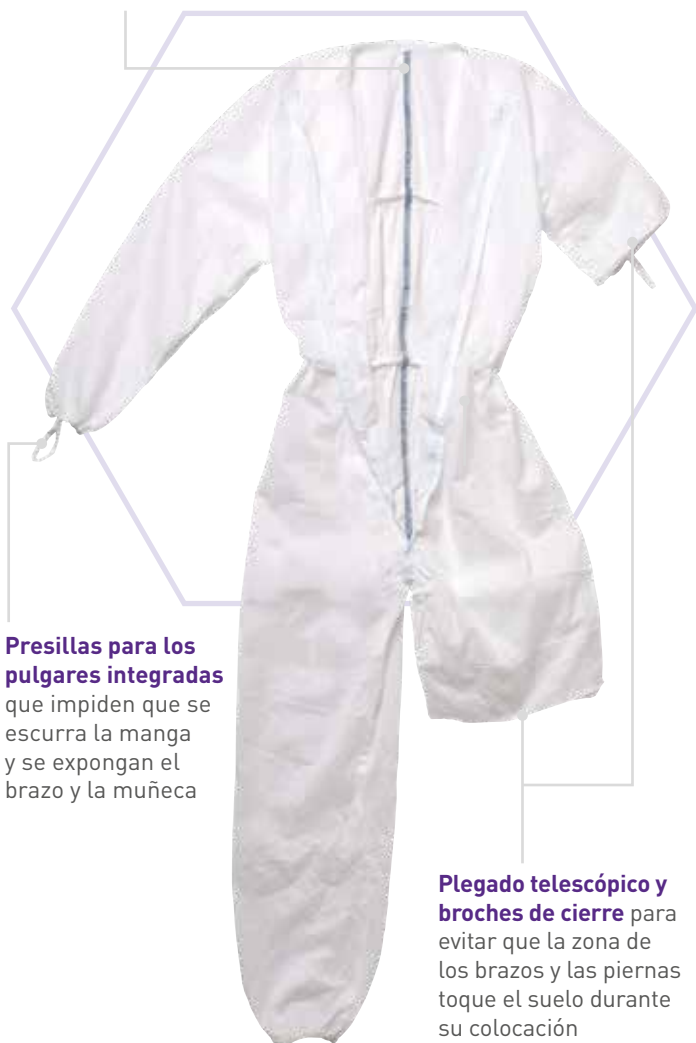 Presillas para los
pulgares integradas
que impiden que se
escurra la manga
y se expongan el
brazo y la muñeca
Plegado telescópico y
broches de cierre para
evitar que la zona de
los brazos y las piernas
toque el suelo durante
su colocación